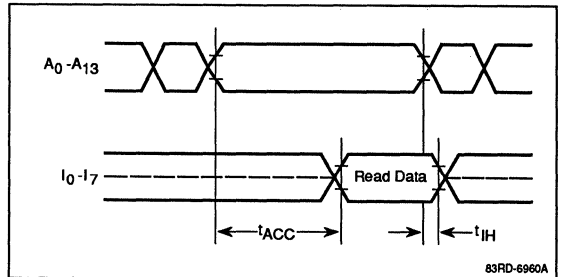 A0 -A13
I0 -I7
Read Data
tACC
tIH
83RD-6960A